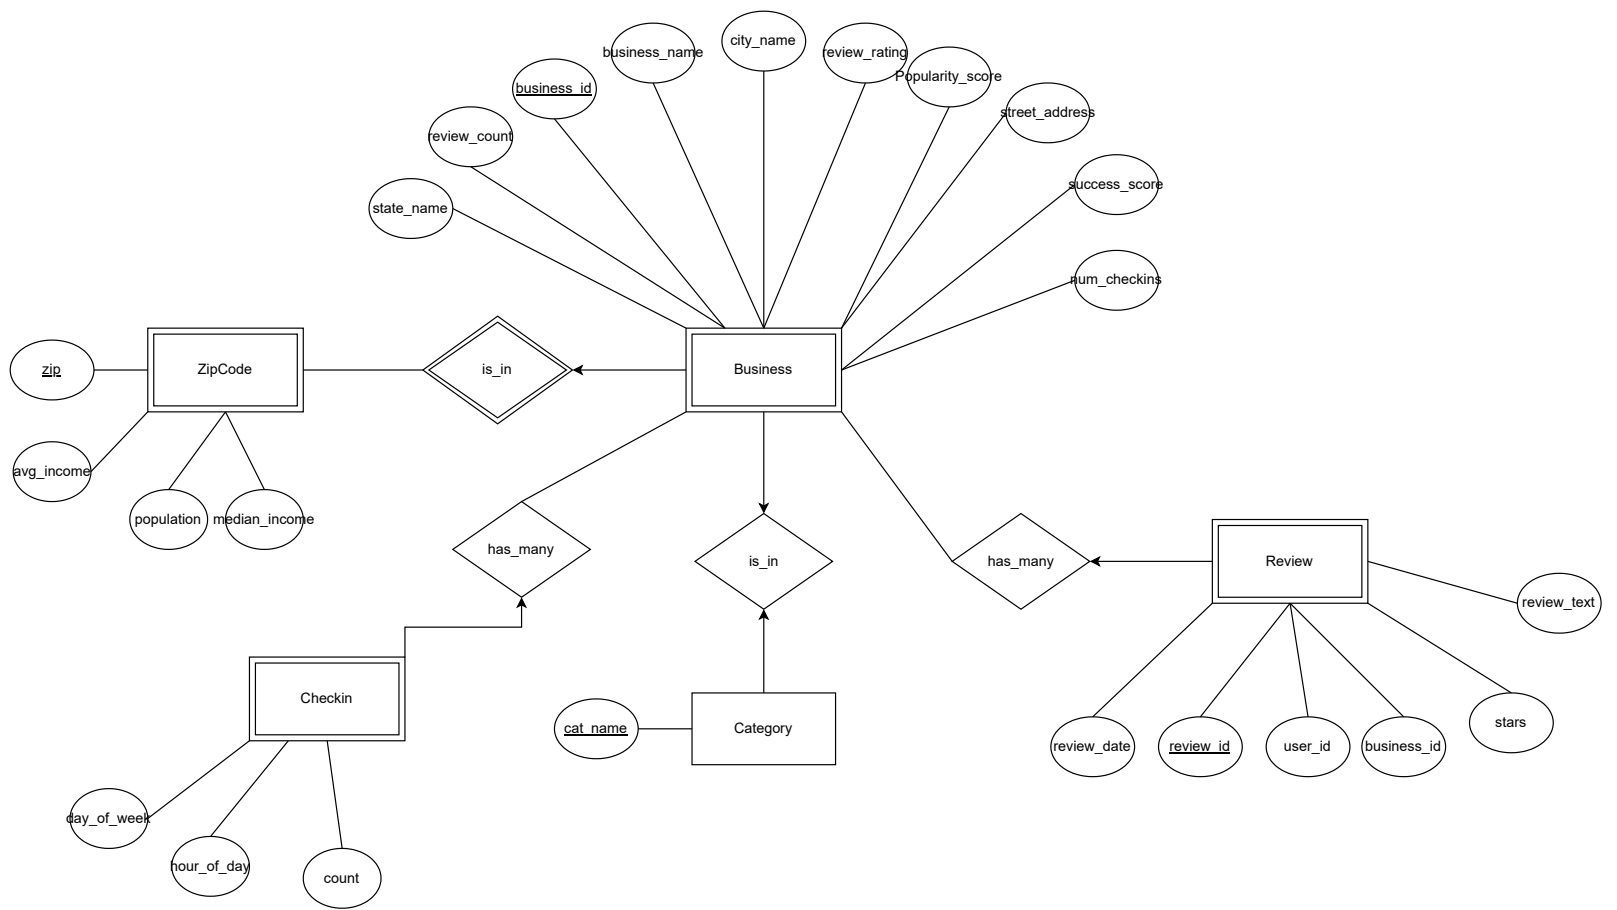 city_name
business_name
review_rating
Popularity_score
business_id
street_address
review_count
success_score
state_name
num_checkins
zip
ZipCode
is_in
Business
avg_income
population
median_income
has_many
is_in
has_many
Review
review_text
Checkin
cat_name
Category
stars
review_date
review_id
user_id
business_id
day_of_week
hour_of_day
count